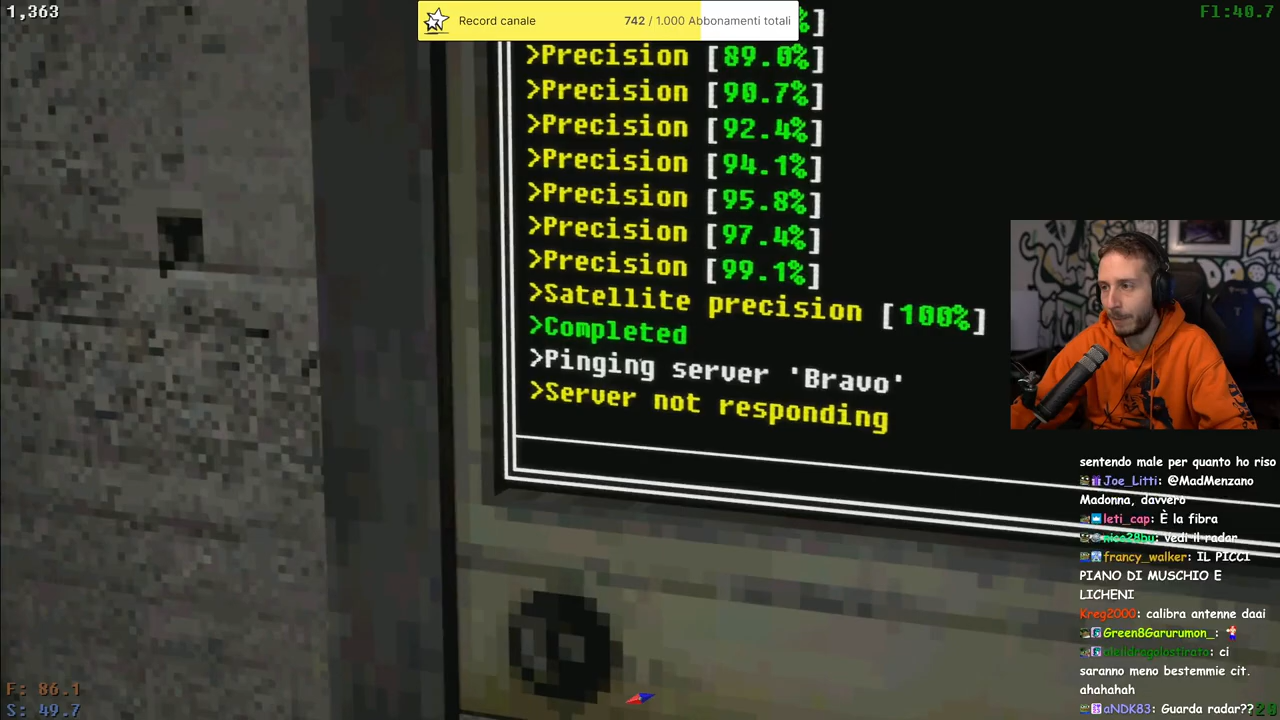 1,363
Record canale 742 / 1.000 Abbonamenti totali
F1:40.7
%]
>Precision [89.0%]
>Precision [90.7%]
>Precision [92.4%]
>Precision [94.1%]
>Precision [95.8%]
>Precision [97.4%]
>Precision [99.1%]
>Satellite precision [100%]
>Completed
>Pinging server 'Bravo'
>Server not responding
sentendo male per quanto ho riso
Joe_Litti: @MadMenzano
Madonna, davvero
leti_cap: È la fibra
vedi il radar
francy_walker: IL PICCI
PIANO DI MUSCHIO E
LICHENI
Kreg2000: calibra antenne daai
Green8Garurumon_:
ci
saranno meno bestemmie cit.
ahahahah
aNDK83: Guarda radar??
F: 86.1
S: 49.7